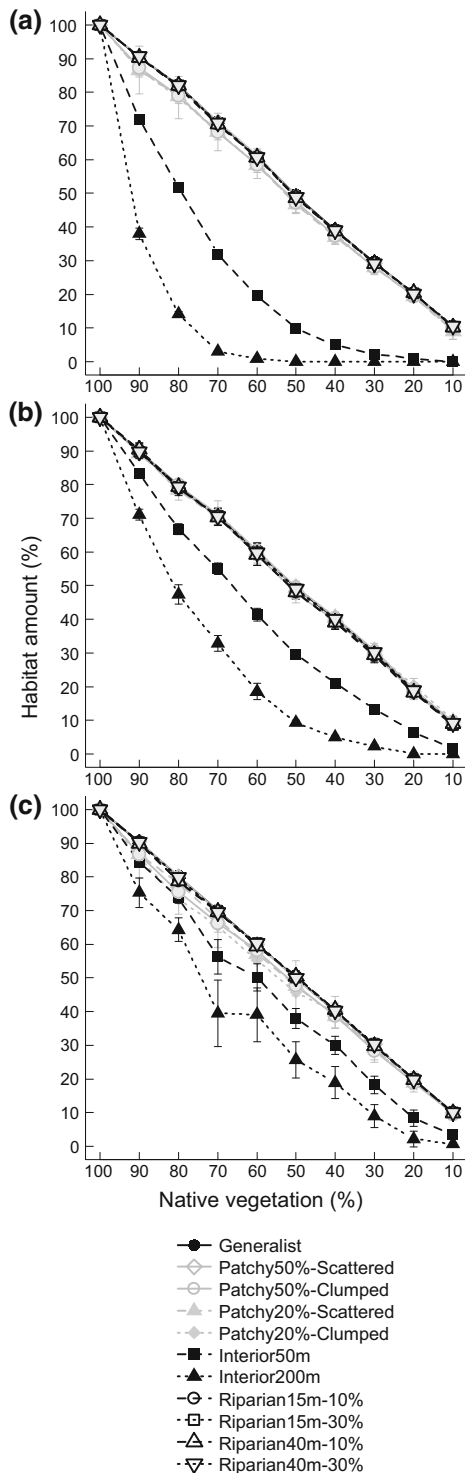 (a)
100
90
80
70
60
50
40
30
20
10
0
100 90 80 70 60 50 40 30 20 10
(b)
100
90
80
70
60
50
40
30
20
10
0
100 90 80 70 60 50 40 30 20 10
Habitat amount (%)
(c)
100
90
80
70
60
50
40
30
20
10
0
100 90 80 70 60 50 40 30 20 10
Native vegetation (%)
Generalist
Patchy50%-Scattered
Patchy50%-Clumped
Patchy20%-Scattered
Patchy20%-Clumped
Interior50m
Interior200m
Riparian15m-10%
Riparian15m-30%
Riparian40m-10%
Riparian40m-30%